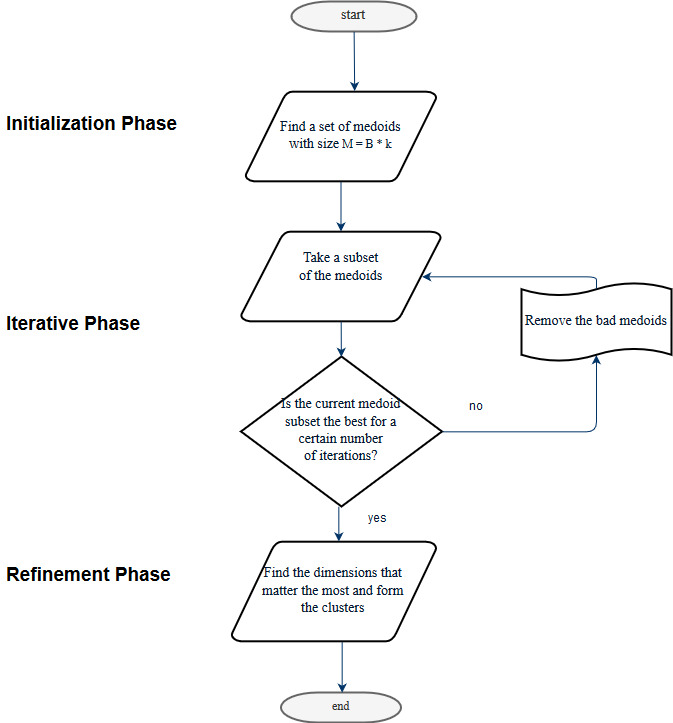 start
Initialization Phase
Find a set of medoids
with size M = B * k
Take a subset
of the medoids
Iterative Phase
Remove the bad medoids
Is the current medoid
subset the best for a
certain number
of iterations?
no
yes
Refinement Phase
Find the dimensions that
matter the most and form
the clusters
end